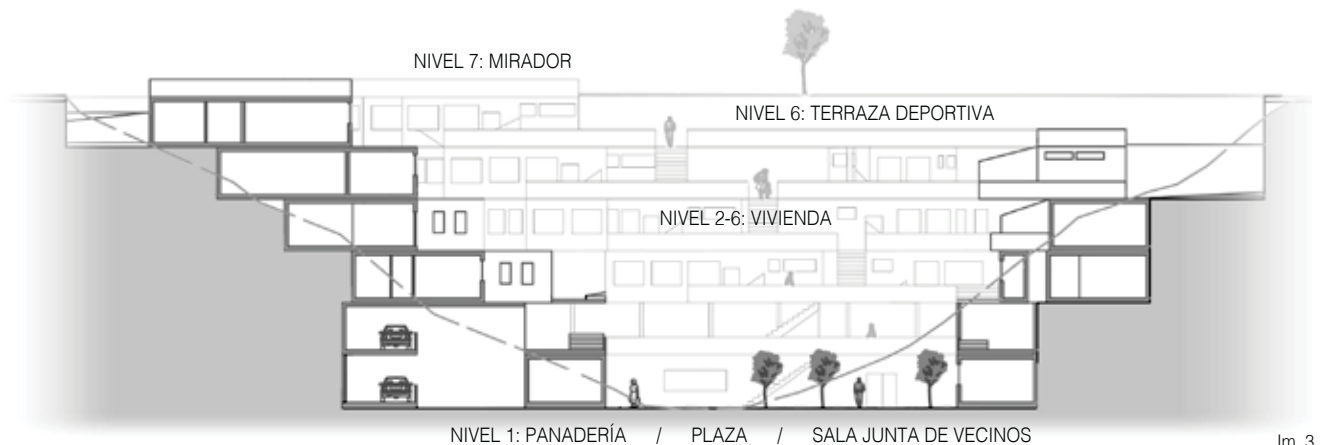 NIVEL 7: MIRADOR
NIVEL 6: TERRAZA DEPORTIVA
NIVEL 2-6: VIVIENDA
NIVEL 1: PANADERÍA / PLAZA / SALA JUNTA DE VECINOS
Im. 3